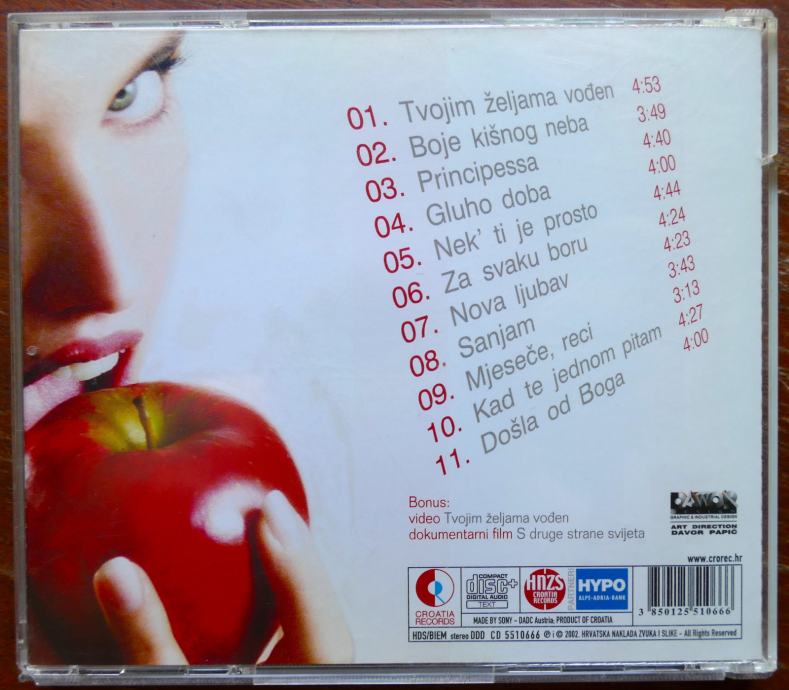 01. Tvojim željama vođen 4:53
02. Boje kišnog neba 3:49
03. Principessa 4:40
04. Gluho doba 4:00
05. Nek' ti je prosto 4:44
06. Za svaku boru 4:24
07. Nova ljubav 4:23
08. Sanjam 3:43
09. Mjeseče, reci 3:13
10. Kad te jednom pitam 4:27
11. Došla od Boga 4:00
Bonus:
video Tvojim željama vođen
dokumentarni film S druge strane svijeta
GRAPHIC & INDUSTRIAL DESIGN
ART DIRECTION
DAVOR PAPIC
www.crorec.hr
CROATIA
RECORDS
COMPACT
disc+
DIGITAL AUDIO
TEXT
HNZS
CROATIA
RECORDS
PARTNERI
HYPO
ALPE-ADRIA-BANK
3 850125 510666
MADE BY SONY - DADC Austria, PRODUCT OF CROATIA
HDS/BIEM stereo DDD CD 5510666 ℗ i © 2002. HRVATSKA NAKLADA ZVUKA I SLIKE - All Rights Reserved